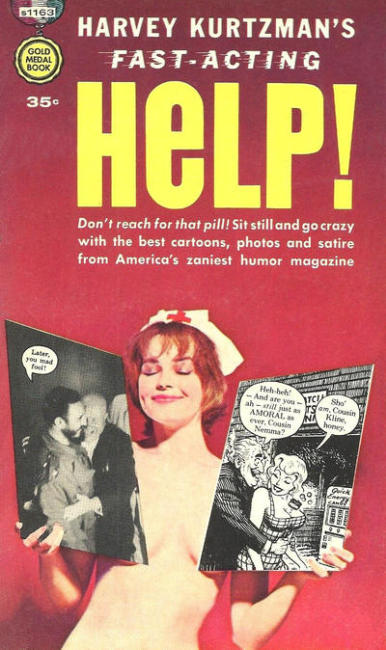 s1163
GOLD
MEDAL
BOOK
35c
HARVEY KURTZMAN'S
FAST-ACTING
HELP!
Don't reach for that pill! Sit still and go crazy
with the best cartoons, photos and satire
from America's zaniest humor magazine
Later,
you mad
fool!
Heh-heh!
— And are you —
ah — still just as
AMORAL as
ever, Cousin
Nemma?
Sho'
am, Cousin
Kline,
honey.
Quick